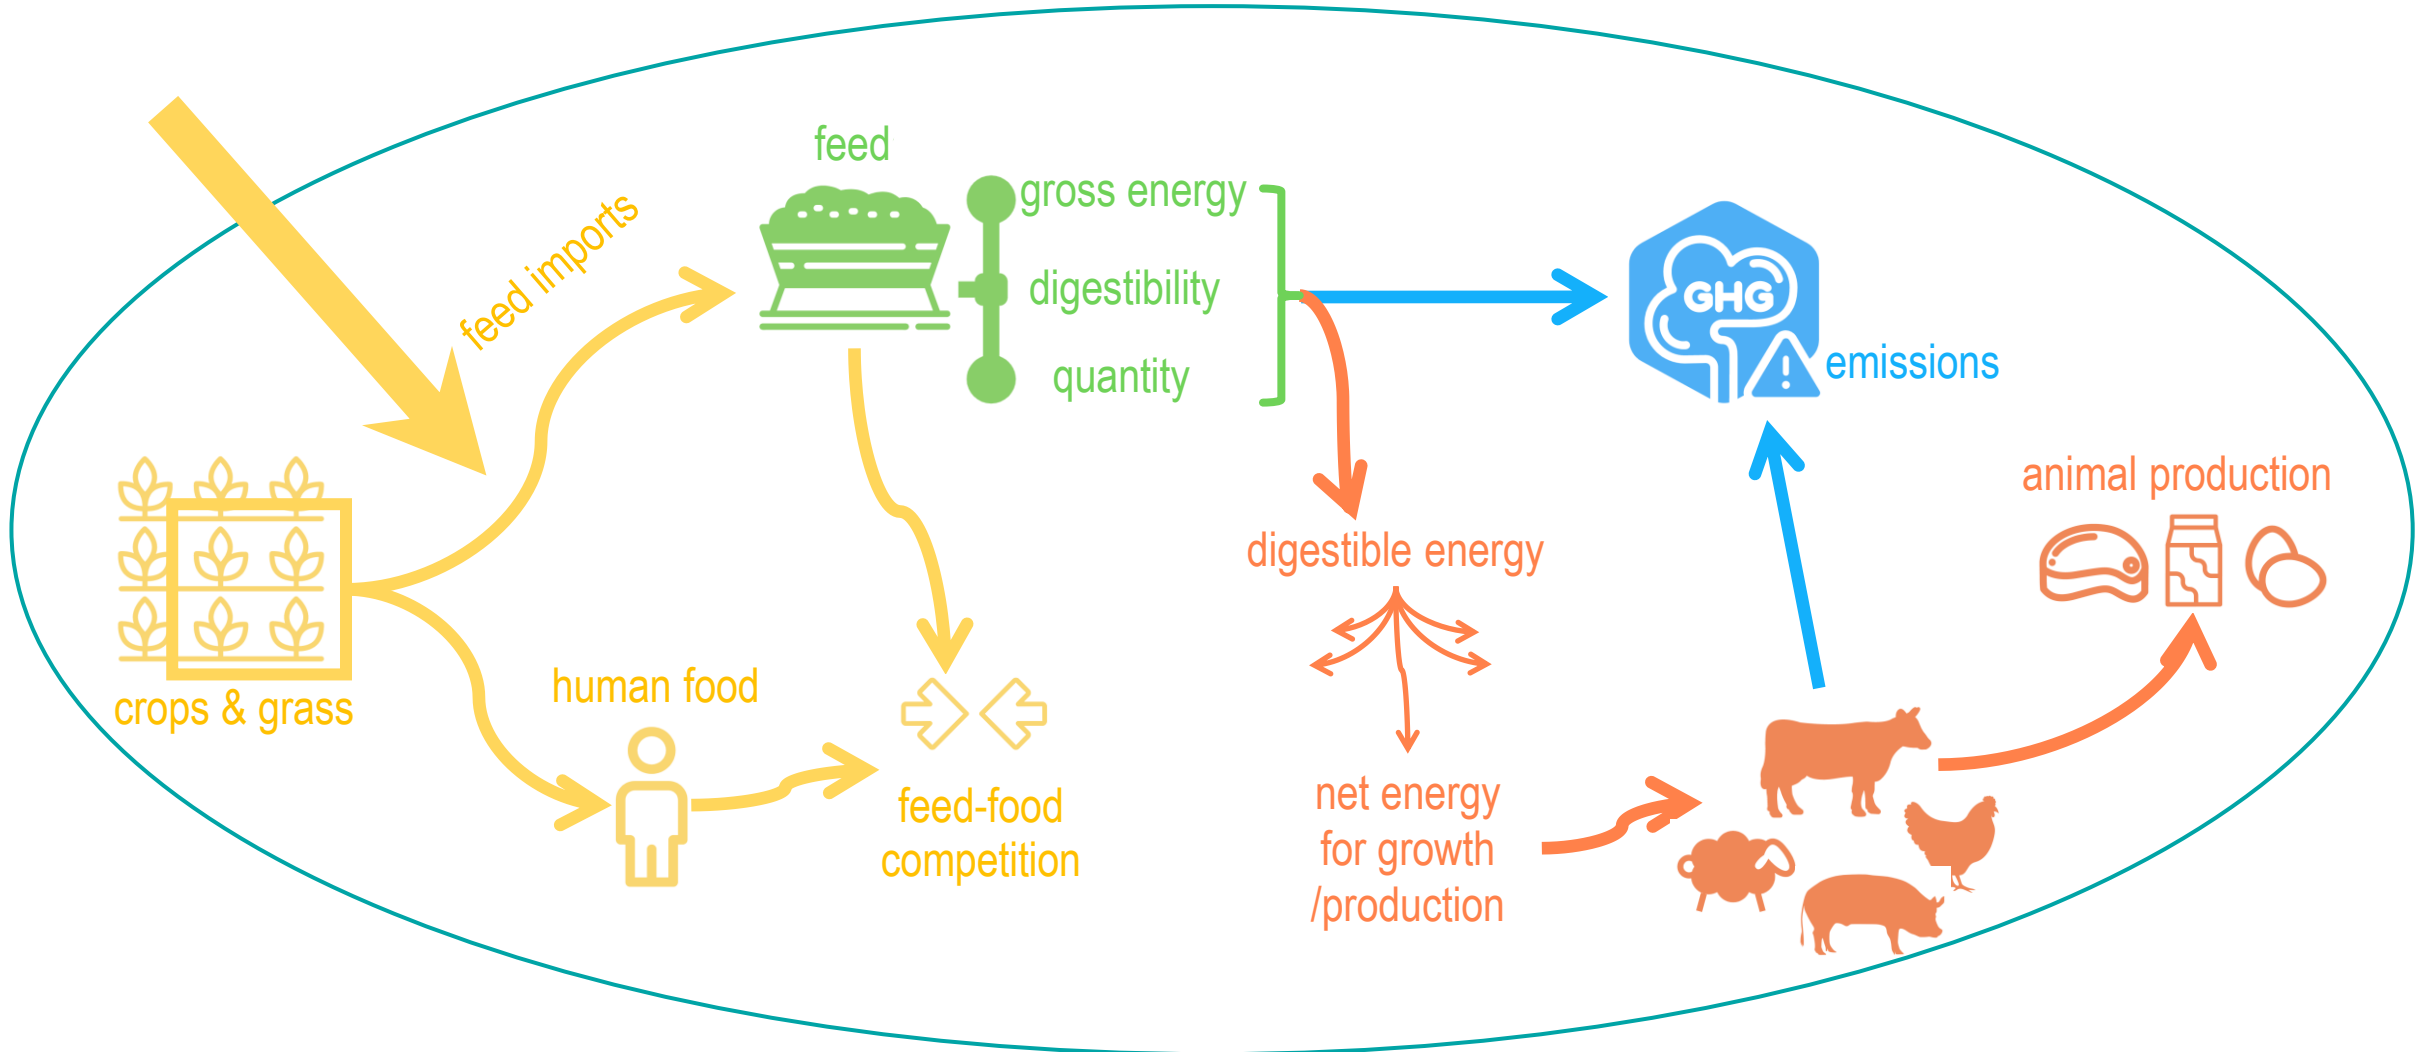 feed
gross energy
feed imports
digestibility
quantity
GHG
emissions
animal production
digestible energy
crops & grass
human food
feed-food
competition
net energy
for growth
/production